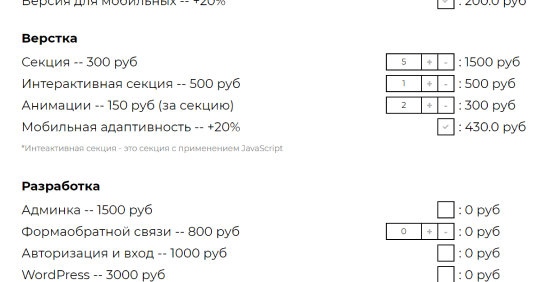 Версия для мобильных -- +20% : 200.0 руб
Верстка
Секция -- 300 руб 5 + - : 1500 руб
Интерактивная секция -- 500 руб 1 + - : 500 руб
Анимации -- 150 руб (за секцию) 2 + - : 300 руб
Мобильная адаптивность -- +20% : 430.0 руб
*Интеактивная секция - это секция с применением JavaScript
Разработка
Админка -- 1500 руб : 0 руб
Формаобратной связи -- 800 руб 0 + - : 0 руб
Авторизация и вход -- 1000 руб : 0 руб
WordPress -- 3000 руб : 0 руб